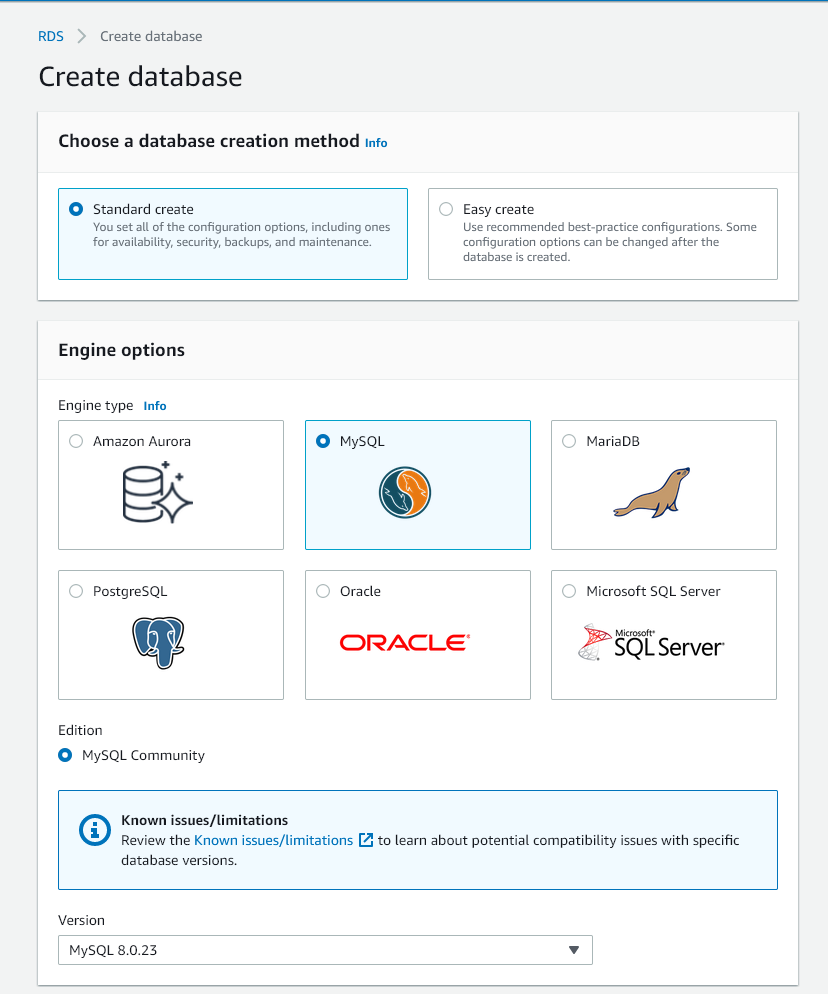 RDS > Create database
Create database
Choose a database creation method Info
Standard create
You set all of the configuration options, including ones
for availability, security, backups, and maintenance.
Easy create
Use recommended best-practice configurations. Some
configuration options can be changed after the
database is created.
Engine options
Engine type Info
Amazon Aurora
MySQL
MariaDB
PostgreSQL
Oracle
ORACLE®
Microsoft SQL Server
Microsoft®
SQL Server®
Edition
MySQL Community
Known issues/limitations
Review the Known issues/limitations to learn about potential compatibility issues with specific
database versions.
Version
MySQL 8.0.23